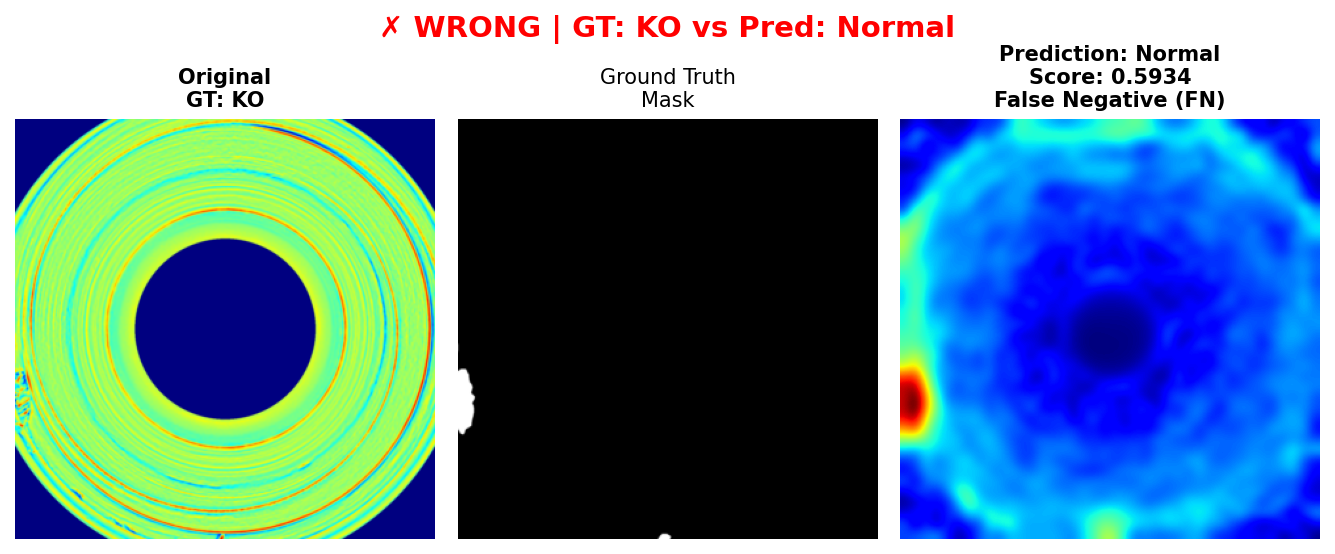 ✗ WRONG | GT: KO vs Pred: Normal
Original
GT: KO
Ground Truth
Mask
Prediction: Normal
Score: 0.5934
False Negative (FN)